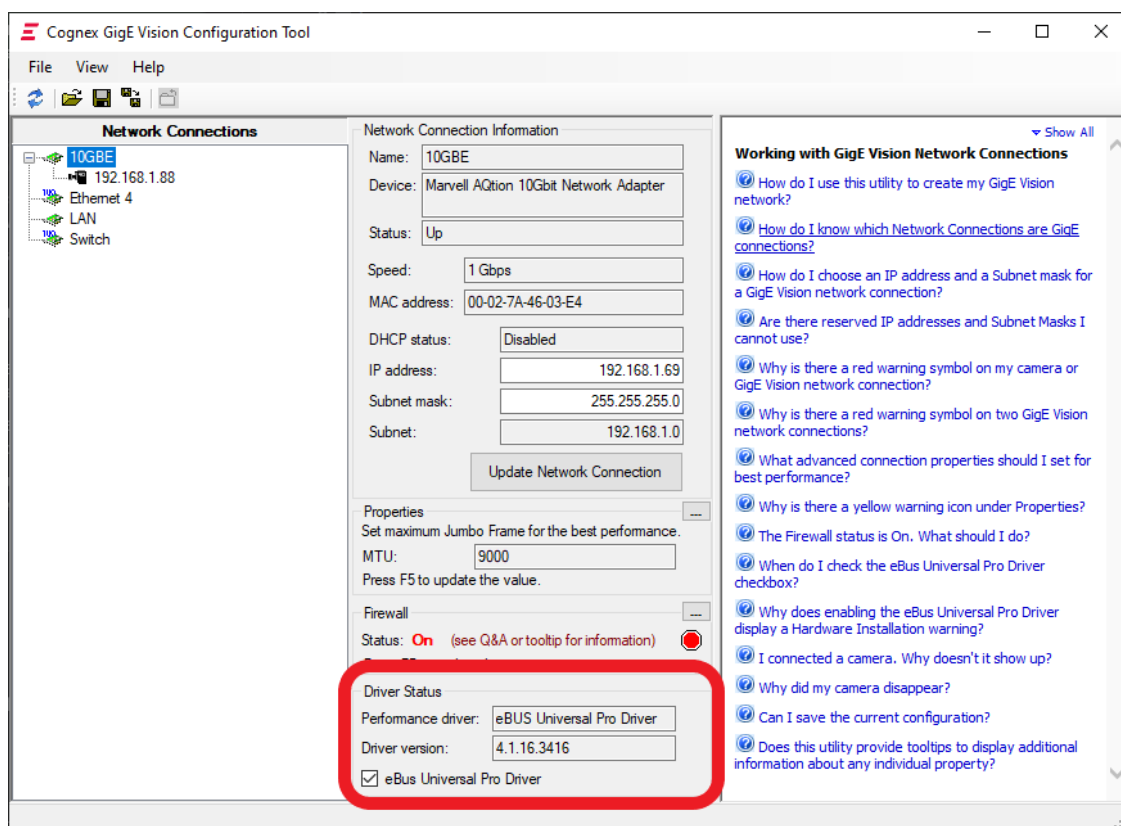 Cognex GigE Vision Configuration Tool
File View Help
Network Connections
10GBE
192.168.1.88
Ethernet 4
LAN
Switch
Network Connection Information
Name: 10GBE
Device: Marvell AQtion 10Gbit Network Adapter
Status: Up
Speed: 1 Gbps
MAC address: 00-02-7A-46-03-E4
DHCP status: Disabled
IP address: 192.168.1.69
Subnet mask: 255.255.255.0
Subnet: 192.168.1.0
Update Network Connection
Properties ...
Set maximum Jumbo Frame for the best performance.
MTU: 9000
Press F5 to update the value.
Firewall ...
Status: On (see Q&A or tooltip for information)
Driver Status
Performance driver: eBUS Universal Pro Driver
Driver version: 4.1.16.3416
eBus Universal Pro Driver
Show All
Working with GigE Vision Network Connections
How do I use this utility to create my GigE Vision
network?
How do I know which Network Connections are GigE
connections?
How do I choose an IP address and a Subnet mask for
a GigE Vision network connection?
Are there reserved IP addresses and Subnet Masks I
cannot use?
Why is there a red warning symbol on my camera or
GigE Vision network connection?
Why is there a red warning symbol on two GigE Vision
network connections?
What advanced connection properties should I set for
best performance?
Why is there a yellow warning icon under Properties?
The Firewall status is On. What should I do?
When do I check the eBus Universal Pro Driver
checkbox?
Why does enabling the eBus Universal Pro Driver
display a Hardware Installation warning?
I connected a camera. Why doesn't it show up?
Why did my camera disappear?
Can I save the current configuration?
Does this utility provide tooltips to display additional
information about any individual property?